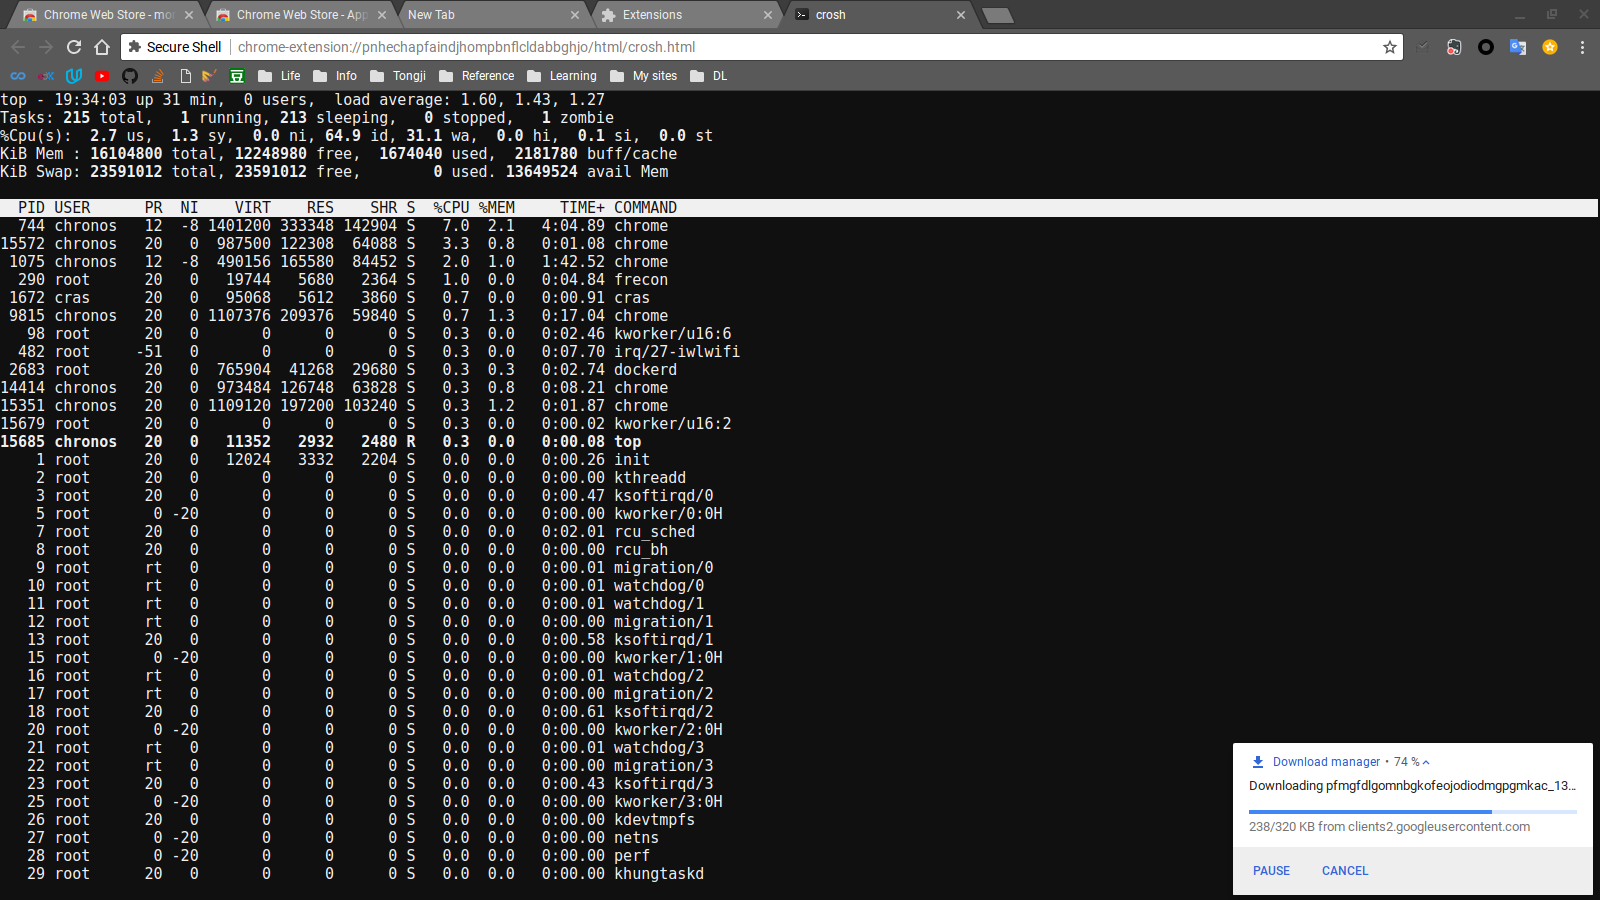 Chrome Web Store - mo
Chrome Web Store - App
New Tab
Extensions
crosh
Secure Shell
chrome-extension://pnhechapfaindjhompbnflcldabbghjo/html/crosh.html
Life
Info
Tongji
Reference
Learning
My sites
DL
top - 19:34:03 up 31 min,  0 users,  load average: 1.60, 1.43, 1.27
Tasks: 215 total,   1 running, 213 sleeping,   0 stopped,   1 zombie
%Cpu(s):  2.7 us,  1.3 sy,  0.0 ni, 64.9 id, 31.1 wa,  0.0 hi,  0.1 si,  0.0 st
KiB Mem : 16104800 total, 12248980 free,  1674040 used,  2181780 buff/cache
KiB Swap: 23591012 total, 23591012 free,        0 used. 13649524 avail Mem
PID USER PR NI VIRT RES SHR S %CPU %MEM TIME+ COMMAND
744 chronos 12 -8 1401200 333348 142904 S 7.0 2.1 4:04.89 chrome
15572 chronos 20 0 987500 122308 64088 S 3.3 0.8 0:01.08 chrome
1075 chronos 12 -8 490156 165580 84452 S 2.0 1.0 1:42.52 chrome
290 root 20 0 19744 5680 2364 S 1.0 0.0 0:04.84 frecon
1672 cras 20 0 95068 5612 3860 S 0.7 0.0 0:00.91 cras
9815 chronos 20 0 1107376 209376 59840 S 0.7 1.3 0:17.04 chrome
98 root 20 0 0 0 0 S 0.3 0.0 0:02.46 kworker/u16:6
482 root -51 0 0 0 0 S 0.3 0.0 0:07.70 irq/27-iwlwifi
2683 root 20 0 765904 41268 29680 S 0.3 0.3 0:02.74 dockerd
14414 chronos 20 0 973484 126748 63828 S 0.3 0.8 0:08.21 chrome
15351 chronos 20 0 1109120 197200 103240 S 0.3 1.2 0:01.87 chrome
15679 root 20 0 0 0 0 S 0.3 0.0 0:00.02 kworker/u16:2
15685 chronos 20 0 11352 2932 2480 R 0.3 0.0 0:00.08 top
1 root 20 0 12024 3332 2204 S 0.0 0.0 0:00.26 init
2 root 20 0 0 0 0 S 0.0 0.0 0:00.00 kthreadd
3 root 20 0 0 0 0 S 0.0 0.0 0:00.47 ksoftirqd/0
5 root 0 -20 0 0 0 S 0.0 0.0 0:00.00 kworker/0:0H
7 root 20 0 0 0 0 S 0.0 0.0 0:02.01 rcu_sched
8 root 20 0 0 0 0 S 0.0 0.0 0:00.00 rcu_bh
9 root rt 0 0 0 0 S 0.0 0.0 0:00.01 migration/0
10 root rt 0 0 0 0 S 0.0 0.0 0:00.01 watchdog/0
11 root rt 0 0 0 0 S 0.0 0.0 0:00.01 watchdog/1
12 root rt 0 0 0 0 S 0.0 0.0 0:00.00 migration/1
13 root 20 0 0 0 0 S 0.0 0.0 0:00.58 ksoftirqd/1
15 root 0 -20 0 0 0 S 0.0 0.0 0:00.00 kworker/1:0H
16 root rt 0 0 0 0 S 0.0 0.0 0:00.01 watchdog/2
17 root rt 0 0 0 0 S 0.0 0.0 0:00.00 migration/2
18 root 20 0 0 0 0 S 0.0 0.0 0:00.61 ksoftirqd/2
20 root 0 -20 0 0 0 S 0.0 0.0 0:00.00 kworker/2:0H
21 root rt 0 0 0 0 S 0.0 0.0 0:00.01 watchdog/3
22 root rt 0 0 0 0 S 0.0 0.0 0:00.00 migration/3
23 root 20 0 0 0 0 S 0.0 0.0 0:00.43 ksoftirqd/3
25 root 0 -20 0 0 0 S 0.0 0.0 0:00.00 kworker/3:0H
26 root 20 0 0 0 0 S 0.0 0.0 0:00.00 kdevtmpfs
27 root 0 -20 0 0 0 S 0.0 0.0 0:00.00 netns
28 root 0 -20 0 0 0 S 0.0 0.0 0:00.00 perf
29 root 20 0 0 0 0 S 0.0 0.0 0:00.00 khungtaskd
Download manager • 74 %
Downloading pfmgfdlgomnbgkofeojodiodmgpgmkac_13...
238/320 KB from clients2.googleusercontent.com
PAUSE
CANCEL